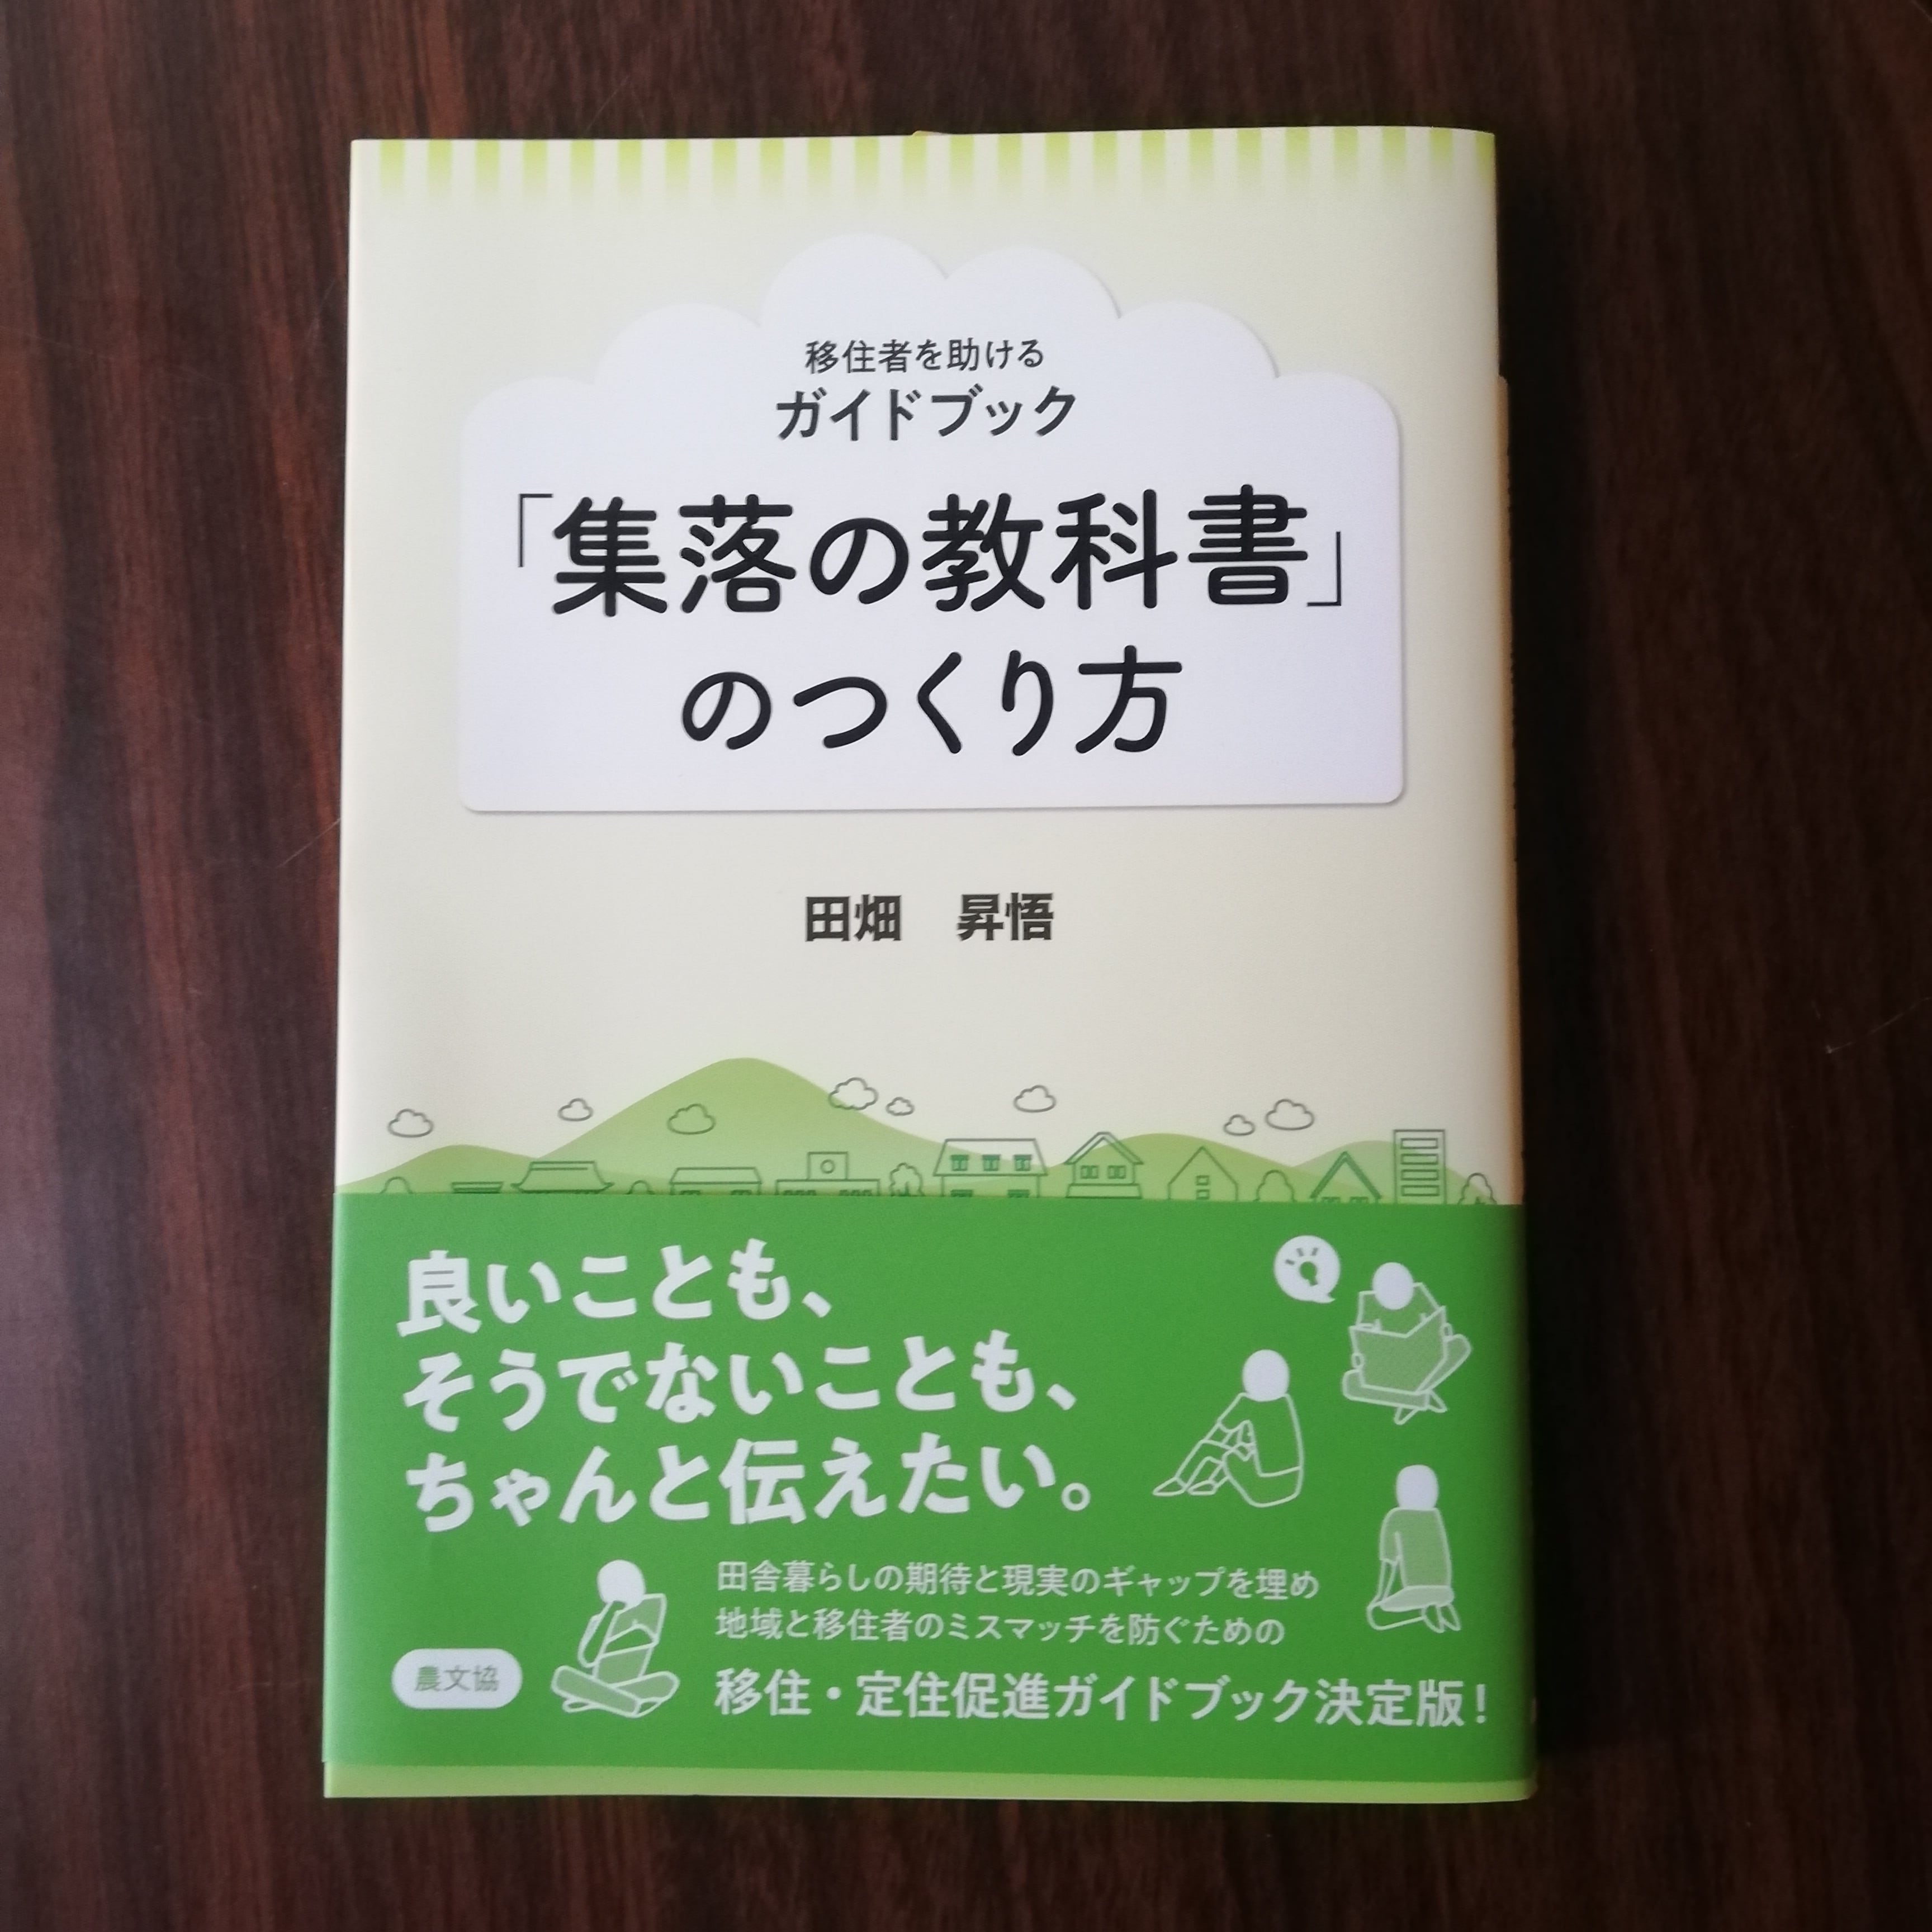 移住者を助ける
ガイドブック
「集落の教科書」
のつくり方
田畑　昇悟
良いことも、
そうでないことも、
ちゃんと伝えたい。
田舎暮らしの期待と現実のギャップを埋め
地域と移住者のミスマッチを防ぐための
移住・定住促進ガイドブック決定版！
農文協